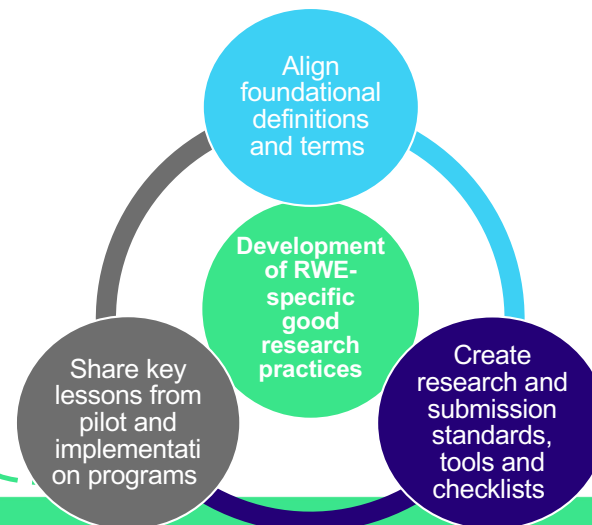 Align
foundational
definitions
and terms
Development
of RWE-
specific
good
research
practices
Share key
lessons from
pilot and
implementati
on programs
Create
research and
submission
standards,
tools and
checklists